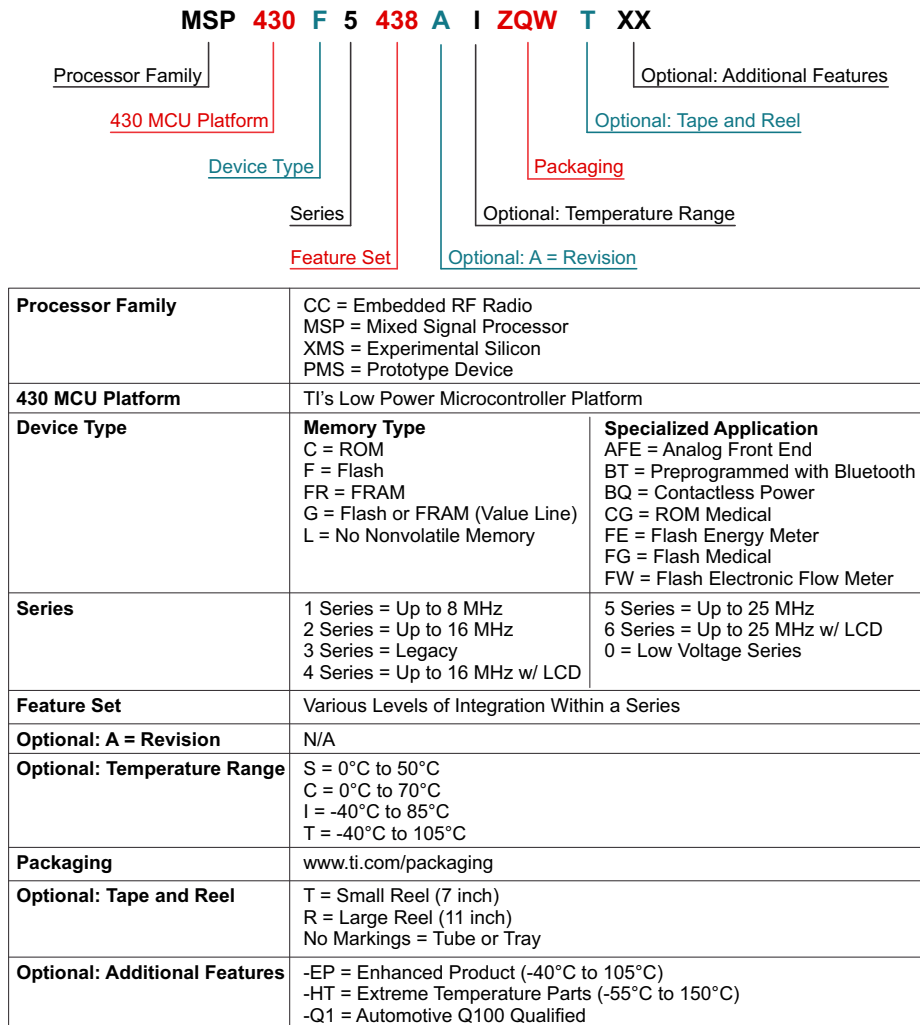 MSP 430 F 5 438 A I ZQW T XX
Processor Family
Optional: Additional Features
430 MCU Platform
Optional: Tape and Reel
Device Type
Packaging
Series
Optional: Temperature Range
Feature Set
Optional: A = Revision
Processor Family
CC = Embedded RF Radio
MSP = Mixed Signal Processor
XMS = Experimental Silicon
PMS = Prototype Device
430 MCU Platform
TI's Low Power Microcontroller Platform
Device Type
Memory Type
C = ROM
F = Flash
FR = FRAM
G = Flash or FRAM (Value Line)
L = No Nonvolatile Memory
Specialized Application
AFE = Analog Front End
BT = Preprogrammed with Bluetooth
BQ = Contactless Power
CG = ROM Medical
FE = Flash Energy Meter
FG = Flash Medical
FW = Flash Electronic Flow Meter
Series
1 Series = Up to 8 MHz
2 Series = Up to 16 MHz
3 Series = Legacy
4 Series = Up to 16 MHz w/ LCD
5 Series = Up to 25 MHz
6 Series = Up to 25 MHz w/ LCD
0 = Low Voltage Series
Feature Set
Various Levels of Integration Within a Series
Optional: A = Revision
N/A
Optional: Temperature Range
S = 0°C to 50°C
C = 0°C to 70°C
I = -40°C to 85°C
T = -40°C to 105°C
Packaging
www.ti.com/packaging
Optional: Tape and Reel
T = Small Reel (7 inch)
R = Large Reel (11 inch)
No Markings = Tube or Tray
Optional: Additional Features
-EP = Enhanced Product (-40°C to 105°C)
-HT = Extreme Temperature Parts (-55°C to 150°C)
-Q1 = Automotive Q100 Qualified